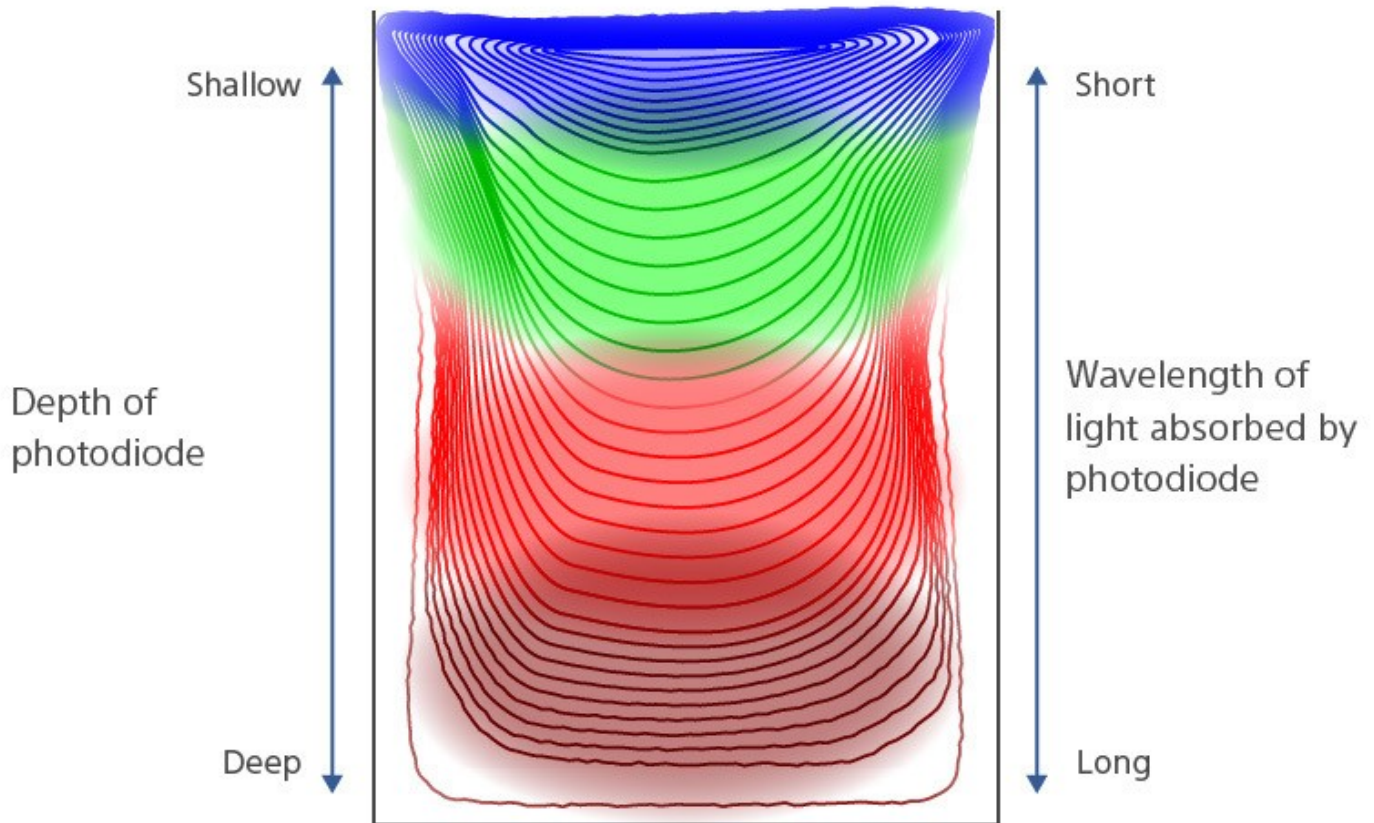 Shallow
Short
Depth of
photodiode
Wavelength of
light absorbed by
photodiode
Deep
Long